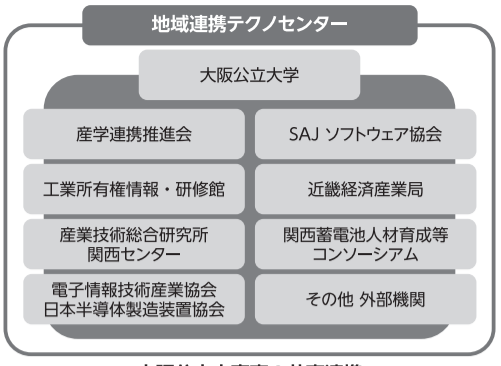 地域連携テクノセンター
大阪公立大学
産学連携推進会
SAJ ソフトウェア協会
工業所有権情報・研修館
近畿経済産業局
産業技術総合研究所
関西センター
関西蓄電池人材育成等
コンソーシアム
電子情報技術産業協会
日本半導体製造装置協会
その他 外部機関